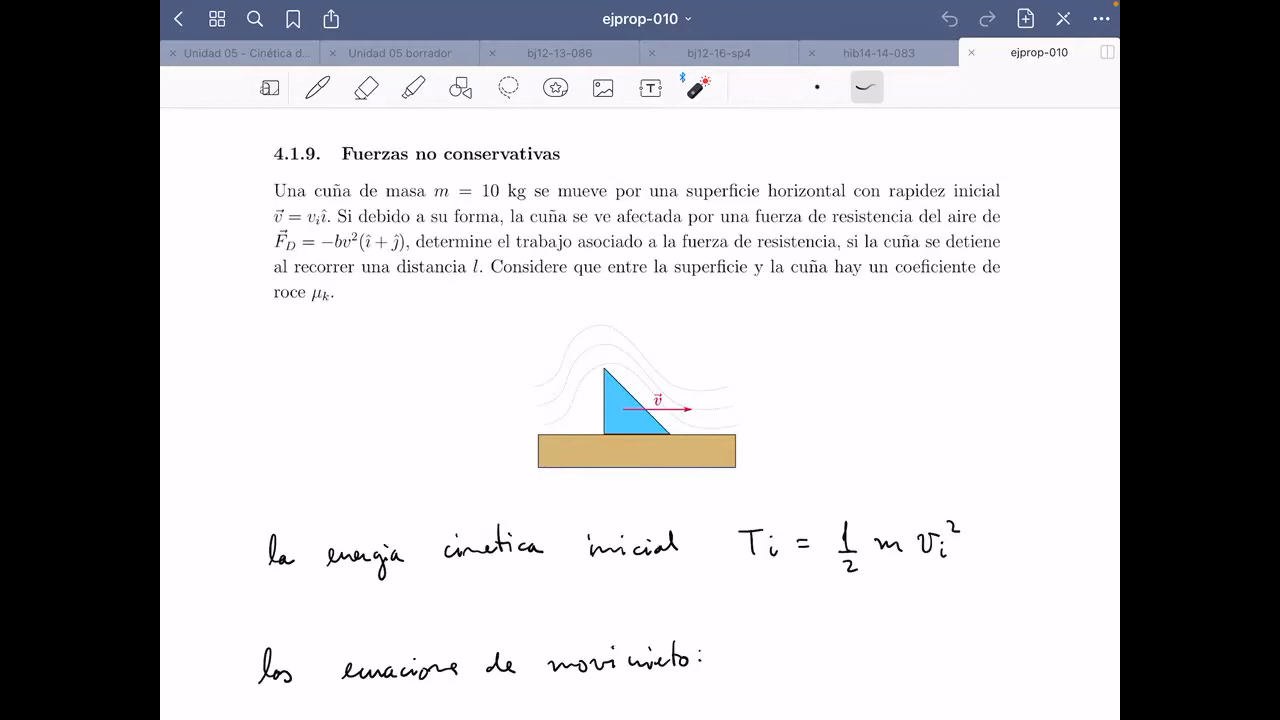 ejprop-010
Unidad 05 - Cinética d...
Unidad 05 borrador
bj12-13-086
bj12-16-sp4
hib14-14-083
ejprop-010
4.1.9. Fuerzas no conservativas
Una cuña de masa m = 10 kg se mueve por una superficie horizontal con rapidez inicial
v⃗ = vᵢî. Si debido a su forma, la cuña se ve afectada por una fuerza de resistencia del aire de
F⃗_D = −bv²(î + ĵ), determine el trabajo asociado a la fuerza de resistencia, si la cuña se detiene
al recorrer una distancia l. Considere que entre la superficie y la cuña hay un coeficiente de
roce μₖ.
v⃗
la energia cinetica inicial Tᵢ = 1/2 m vᵢ²
las ecuaciones de movimiento: